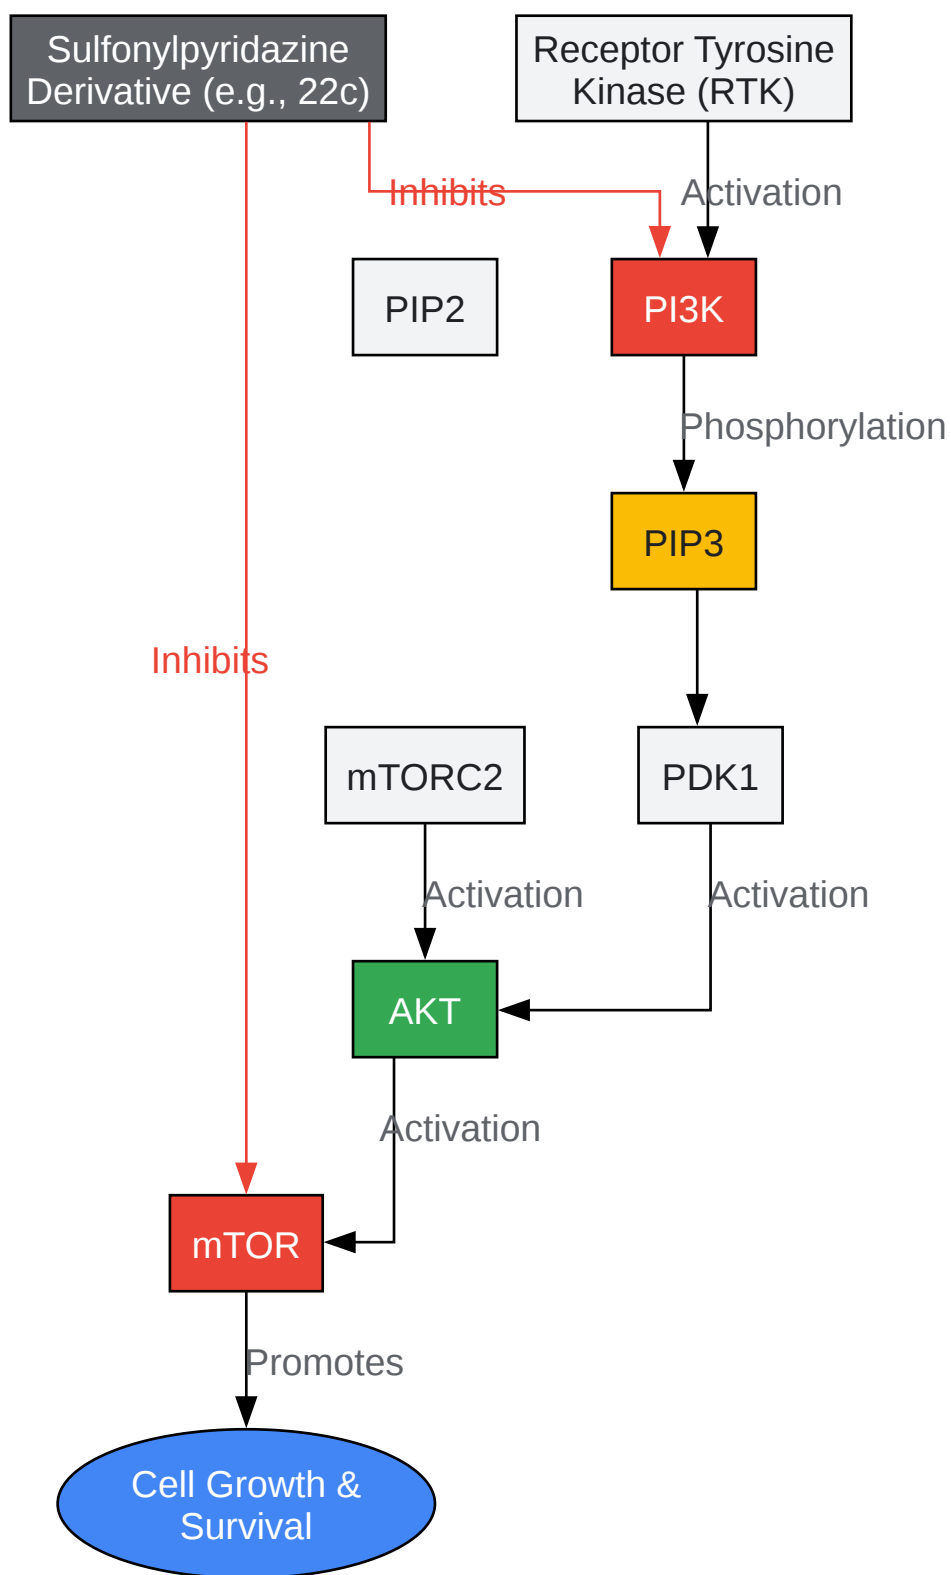 Sulfonylpyridazine
Derivative (e.g., 22c)
Receptor Tyrosine
Kinase (RTK)
Inhibits
Activation
PIP2
PI3K
Phosphorylation
PIP3
Inhibits
mTORC2
PDK1
Activation
Activation
AKT
Activation
mTOR
Promotes
Cell Growth &
Survival